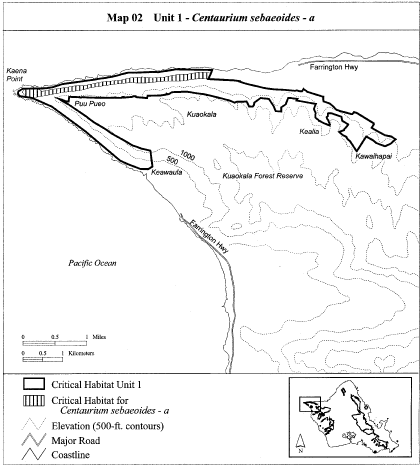 Map 02 Unit 1 - Centaurium sebaeoides - a
Farrington Hwy
Kaena
Point
Puu Pueo
Kuaokala
Kealia
Kawaihapai
1000
500
Keawaula
Kuaokala Forest Reserve
Farrington Hwy
Pacific Ocean
0 0.5 1 Miles
0 0.5 1 Kilometers
Critical Habitat Unit 1
Critical Habitat for
Centaurium sebaeoides - a
Elevation (500-ft. contours)
Major Road
Coastline
N